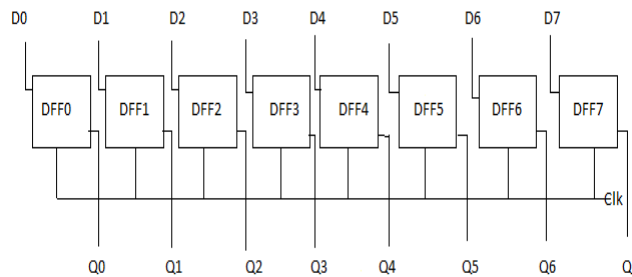 D0 D1 D2 D3 D4 D5 D6 D7
DFF0 DFF1 DFF2 DFF3 DFF4 DFF5 DFF6 DFF7
Clk
Q0 Q1 Q2 Q3 Q4 Q5 Q6 Q